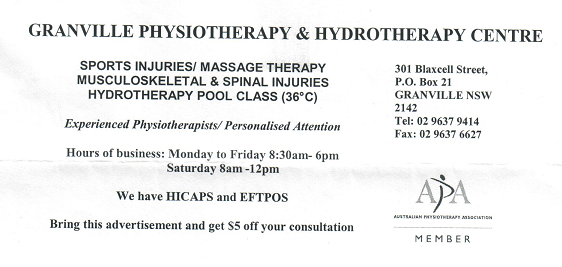 GRANVILLE PHYSIOTHERAPY & HYDROTHERAPY CENTRE
SPORTS INJURIES/ MASSAGE THERAPY
MUSCULOSKELETAL & SPINAL INJURIES
HYDROTHERAPY POOL CLASS (36°C)
Experienced Physiotherapists/ Personalised Attention
Hours of business: Monday to Friday 8:30am- 6pm
Saturday 8am -12pm
We have HICAPS and EFTPOS
Bring this advertisement and get $5 off your consultation
301 Blaxcell Street,
P.O. Box 21
GRANVILLE NSW
2142
Tel: 02 9637 9414
Fax: 02 9637 6627
APA
AUSTRALIAN PHYSIOTHERAPY ASSOCIATION
MEMBER